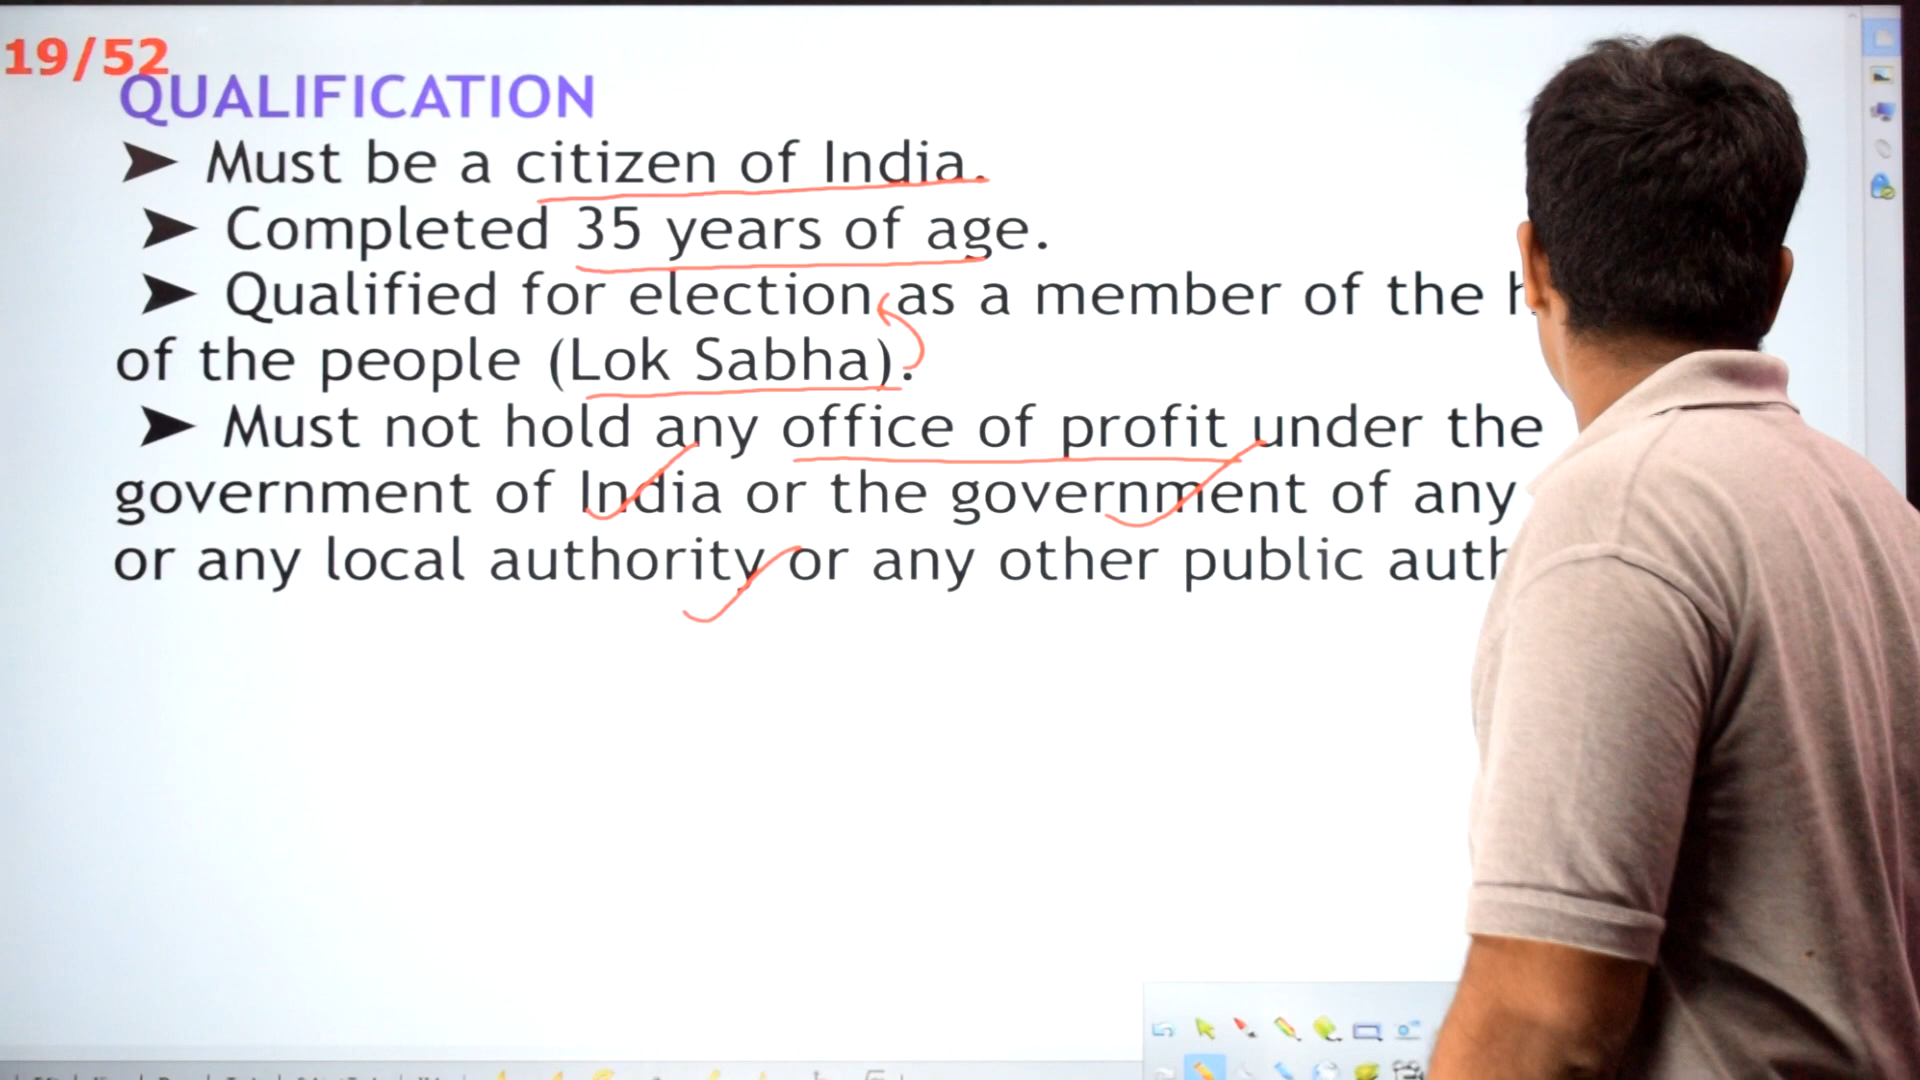 19/52
QUALIFICATION
➤ Must be a citizen of India.
➤ Completed 35 years of age.
➤ Qualified for election as a member of the
of the people (Lok Sabha).
➤ Must not hold any office of profit under the
government of India or the government of any
or any local authority or any other public